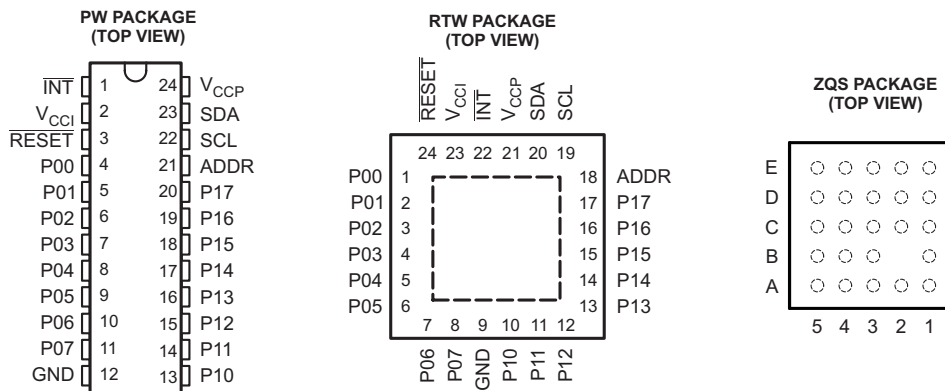 PW PACKAGE
(TOP VIEW)
INT 1 24 VCCP
VCCI 2 23 SDA
RESET 3 22 SCL
P00 4 21 ADDR
P01 5 20 P17
P02 6 19 P16
P03 7 18 P15
P04 8 17 P14
P05 9 16 P13
P06 10 15 P12
P07 11 14 P11
GND 12 13 P10
RTW PACKAGE
(TOP VIEW)
RESET VCCI INT VCCP SDA SCL
24 23 22 21 20 19
P00 1 18 ADDR
P01 2 17 P17
P02 3 16 P16
P03 4 15 P15
P04 5 14 P14
P05 6 13 P13
7 8 9 10 11 12
P06 P07 GND P10 P11 P12
ZQS PACKAGE
(TOP VIEW)
E
D
C
B
A
5 4 3 2 1